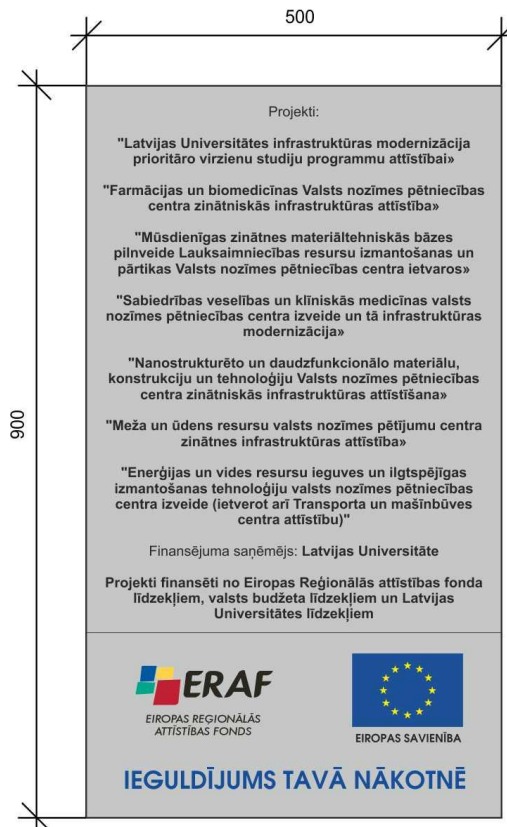 500
900
Projekti:
"Latvijas Universitātes infrastruktūras modernizācija
prioritāro virzienu studiju programmu attīstībai»
"Farmācijas un biomedicīnas Valsts nozīmes pētniecības
centra zinātniskās infrastruktūras attīstība»
"Mūsdienīgas zinātnes materiāltehniskās bāzes
pilnveide Lauksaimniecības resursu izmantošanas un
pārtikas Valsts nozīmes pētniecības centra ietvaros»
"Sabiedrības veselības un klīniskās medicīnas valsts
nozīmes pētniecības centra izveide un tā infrastruktūras
modernizācija»
"Nanostrukturēto un daudzfunkcionālo materiālu,
konstrukciju un tehnoloģiju Valsts nozīmes pētniecības
centra zinātniskās infrastruktūras attīstīšana»
"Meža un ūdens resursu valsts nozīmes pētījumu centra
zinātnes infrastruktūras attīstība»
"Enerģijas un vides resursu ieguves un ilgtspējīgas
izmantošanas tehnoloģiju valsts nozīmes pētniecības
centra izveide (ietverot arī Transporta un mašīnbūves
centra attīstību)"
Finansējuma saņēmējs: Latvijas Universitāte
Projekti finansēti no Eiropas Reģionālās attīstības fonda
līdzekļiem, valsts budžeta līdzekļiem un Latvijas
Universitātes līdzekļiem
ERAF
EIROPAS REĢIONĀLĀS
ATTĪSTĪBAS FONDS
EIROPAS SAVIENĪBA
IEGULDĪJUMS TAVĀ NĀKOTNĒ